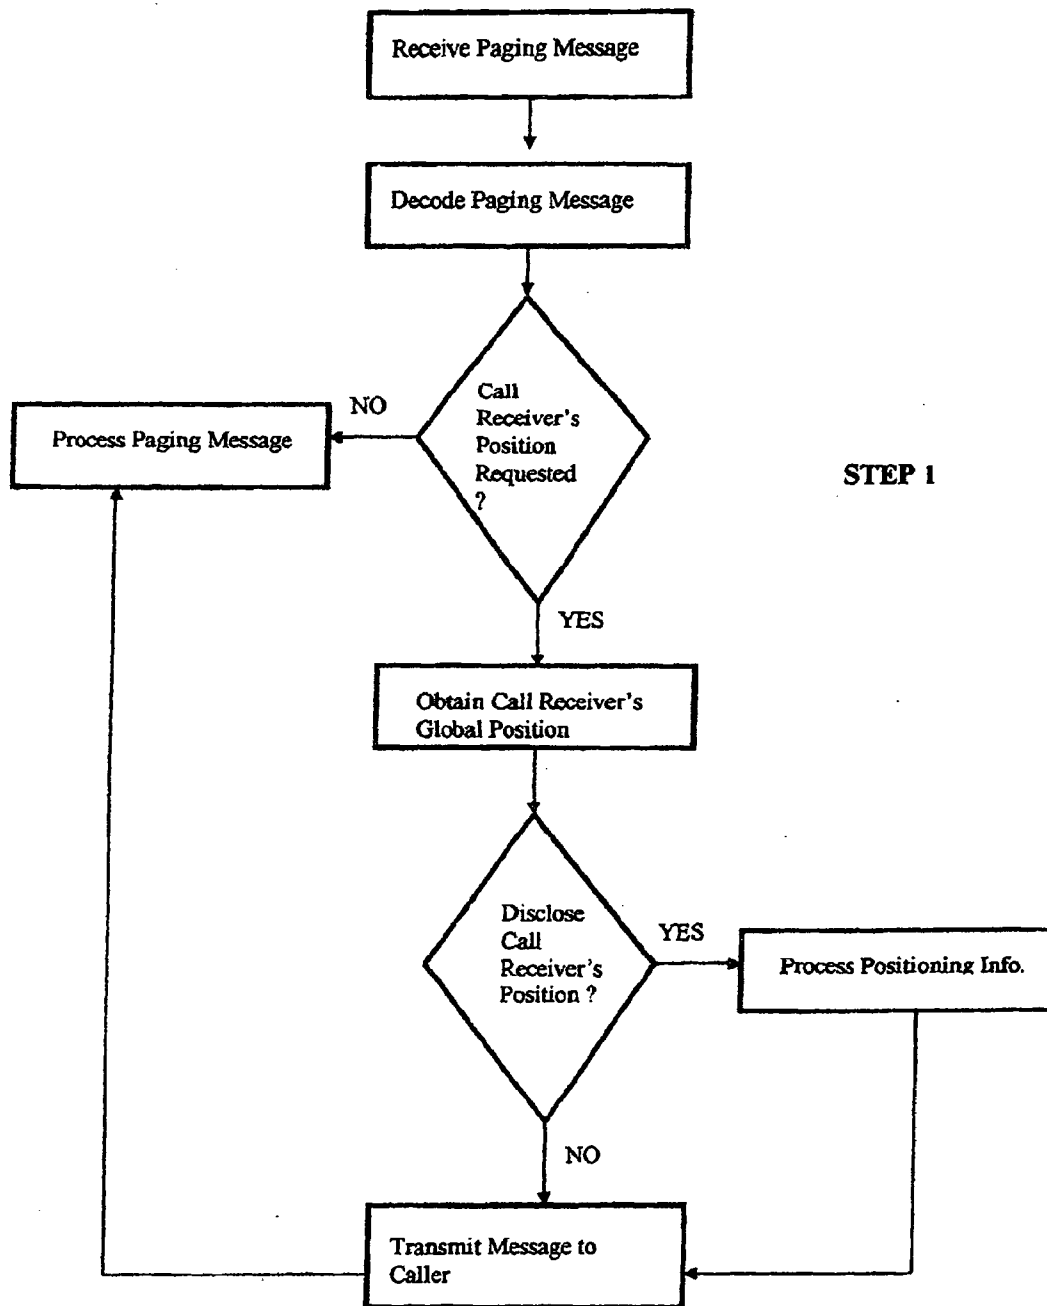 Receive Paging Message
Decode Paging Message
Call
Receiver's
Position
Requested
?
NO
Process Paging Message
STEP 1
YES
Obtain Call Receiver's
Global Position
Disclose
Call
Receiver's
Position ?
YES
Process Positioning Info.
NO
Transmit Message to
Caller